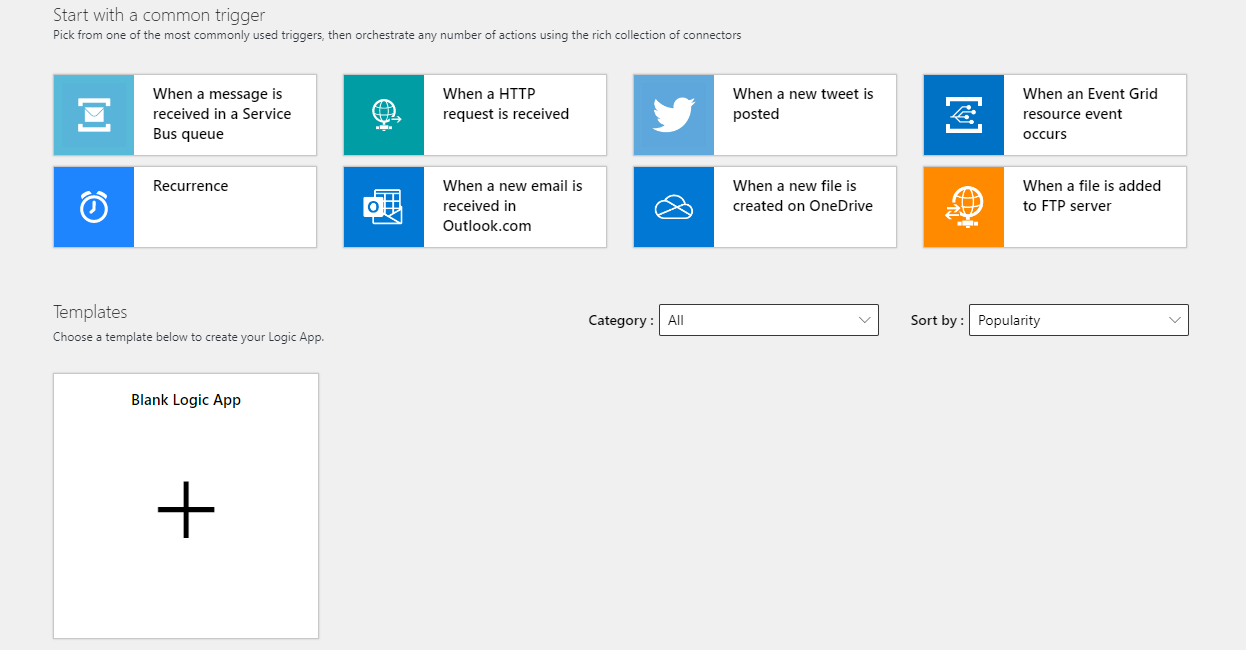 Start with a common trigger
Pick from one of the most commonly used triggers, then orchestrate any number of actions using the rich collection of connectors
When a message is
received in a Service
Bus queue
When a HTTP
request is received
When a new tweet is
posted
When an Event Grid
resource event
occurs
Recurrence
When a new email is
received in
Outlook.com
When a new file is
created on OneDrive
When a file is added
to FTP server
Templates
Choose a template below to create your Logic App.
Category : All
Sort by : Popularity
Blank Logic App